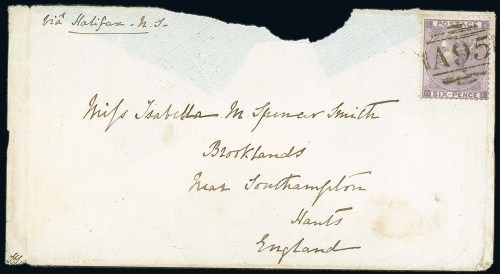 via Halifax - N.S -
POSTAGE
A95
SIX - PENCE
Miss Isabella M Spencer Smith
Brooklands
Near Southampton
Hants
England